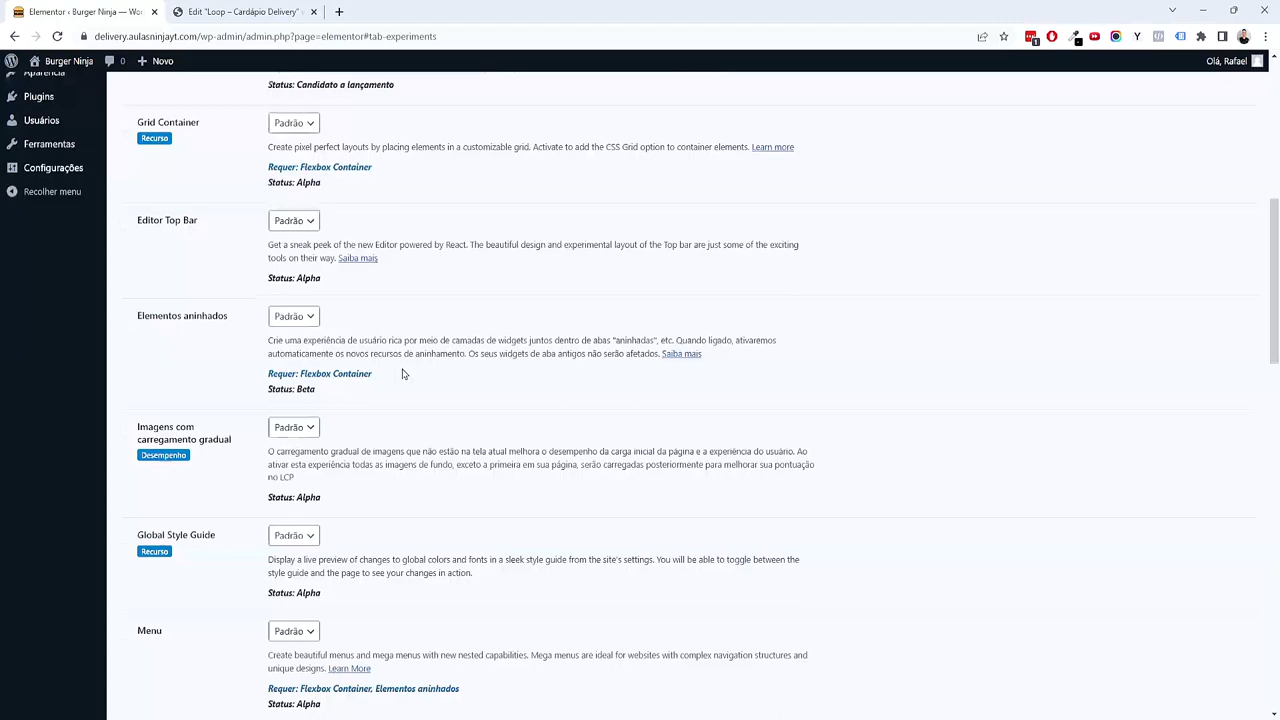 Elementor ‹ Burger Ninja — Wo
Edit "Loop – Cardápio Delivery"
delivery.aulasninjayt.com/wp-admin/admin.php?page=elementor#tab-experiments
Burger Ninja
0
Novo
Olá, Rafael
Aparência
Plugins
Usuários
Ferramentas
Configurações
Recolher menu
Status: Candidato a lançamento
Grid Container
Recurso
Padrão
Create pixel perfect layouts by placing elements in a customizable grid. Activate to add the CSS Grid option to container elements. Learn more
Requer: Flexbox Container
Status: Alpha
Editor Top Bar
Padrão
Get a sneak peek of the new Editor powered by React. The beautiful design and experimental layout of the Top bar are just some of the exciting
tools on their way. Saiba mais
Status: Alpha
Elementos aninhados
Padrão
Crie uma experiência de usuário rica por meio de camadas de widgets juntos dentro de abas "aninhadas", etc. Quando ligado, ativaremos
automaticamente os novos recursos de aninhamento. Os seus widgets de aba antigos não serão afetados. Saiba mais
Requer: Flexbox Container
Status: Beta
Imagens com
carregamento gradual
Desempenho
Padrão
O carregamento gradual de imagens que não estão na tela atual melhora o desempenho da carga inicial da página e a experiência do usuário. Ao
ativar esta experiência todas as imagens de fundo, exceto a primeira em sua página, serão carregadas posteriormente para melhorar sua pontuação
no LCP
Status: Alpha
Global Style Guide
Recurso
Padrão
Display a live preview of changes to global colors and fonts in a sleek style guide from the site's settings. You will be able to toggle between the
style guide and the page to see your changes in action.
Status: Alpha
Menu
Padrão
Create beautiful menus and mega menus with new nested capabilities. Mega menus are ideal for websites with complex navigation structures and
unique designs. Learn More
Requer: Flexbox Container, Elementos aninhados
Status: Alpha